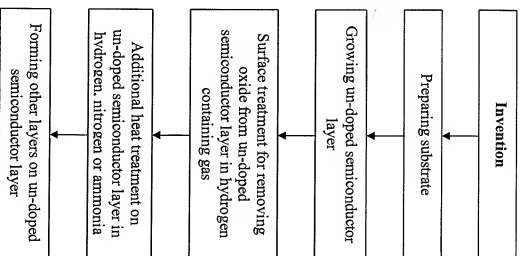 Invention
Preparing substrate
Growing un-doped semiconductor
layer
Surface treatment for removing
oxide from un-doped
semiconductor layer in hydrogen
containing gas
Additional heat treatment on
un-doped semiconductor layer in
hydrogen, nitrogen or ammonia
Forming other layers on un-doped
semiconductor layer